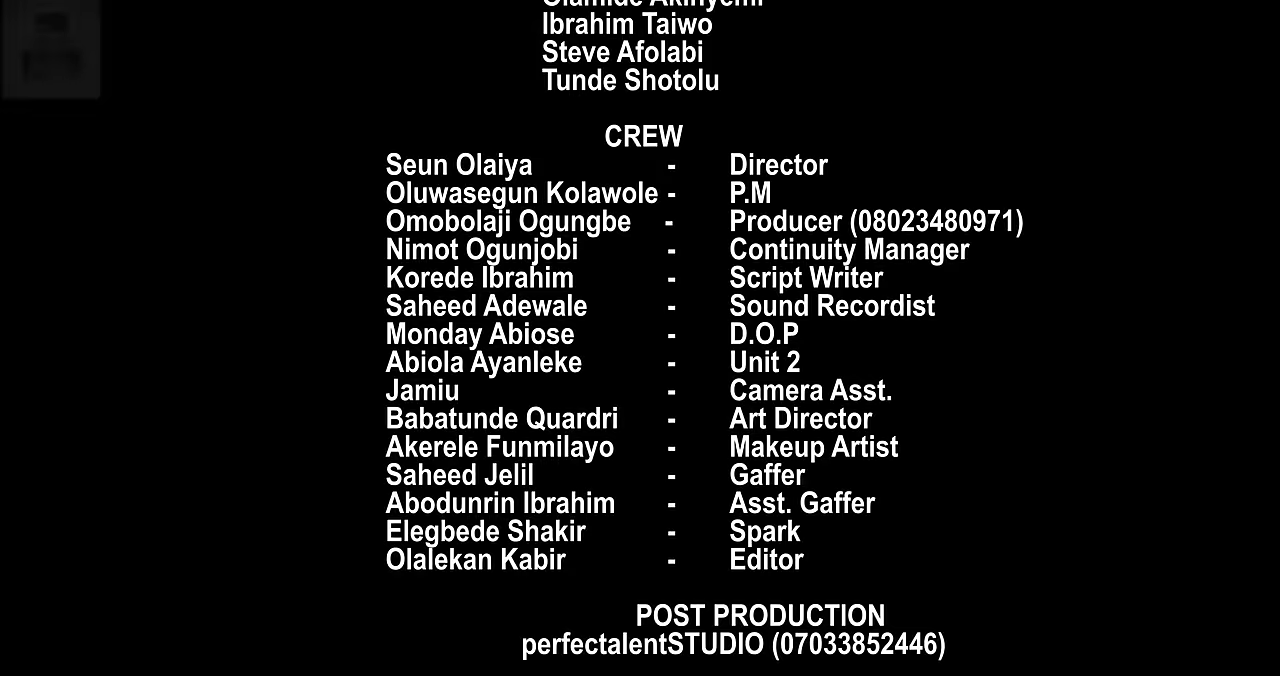 Olamide Akinyemi
Ibrahim Taiwo
Steve Afolabi
Tunde Shotolu
CREW
Seun Olaiya - Director
Oluwasegun Kolawole - P.M
Omobolaji Ogungbe - Producer (08023480971)
Nimot Ogunjobi - Continuity Manager
Korede Ibrahim - Script Writer
Saheed Adewale - Sound Recordist
Monday Abiose - D.O.P
Abiola Ayanleke - Unit 2
Jamiu - Camera Asst.
Babatunde Quardri - Art Director
Akerele Funmilayo - Makeup Artist
Saheed Jelil - Gaffer
Abodunrin Ibrahim - Asst. Gaffer
Elegbede Shakir - Spark
Olalekan Kabir - Editor
POST PRODUCTION
perfectalentSTUDIO (07033852446)